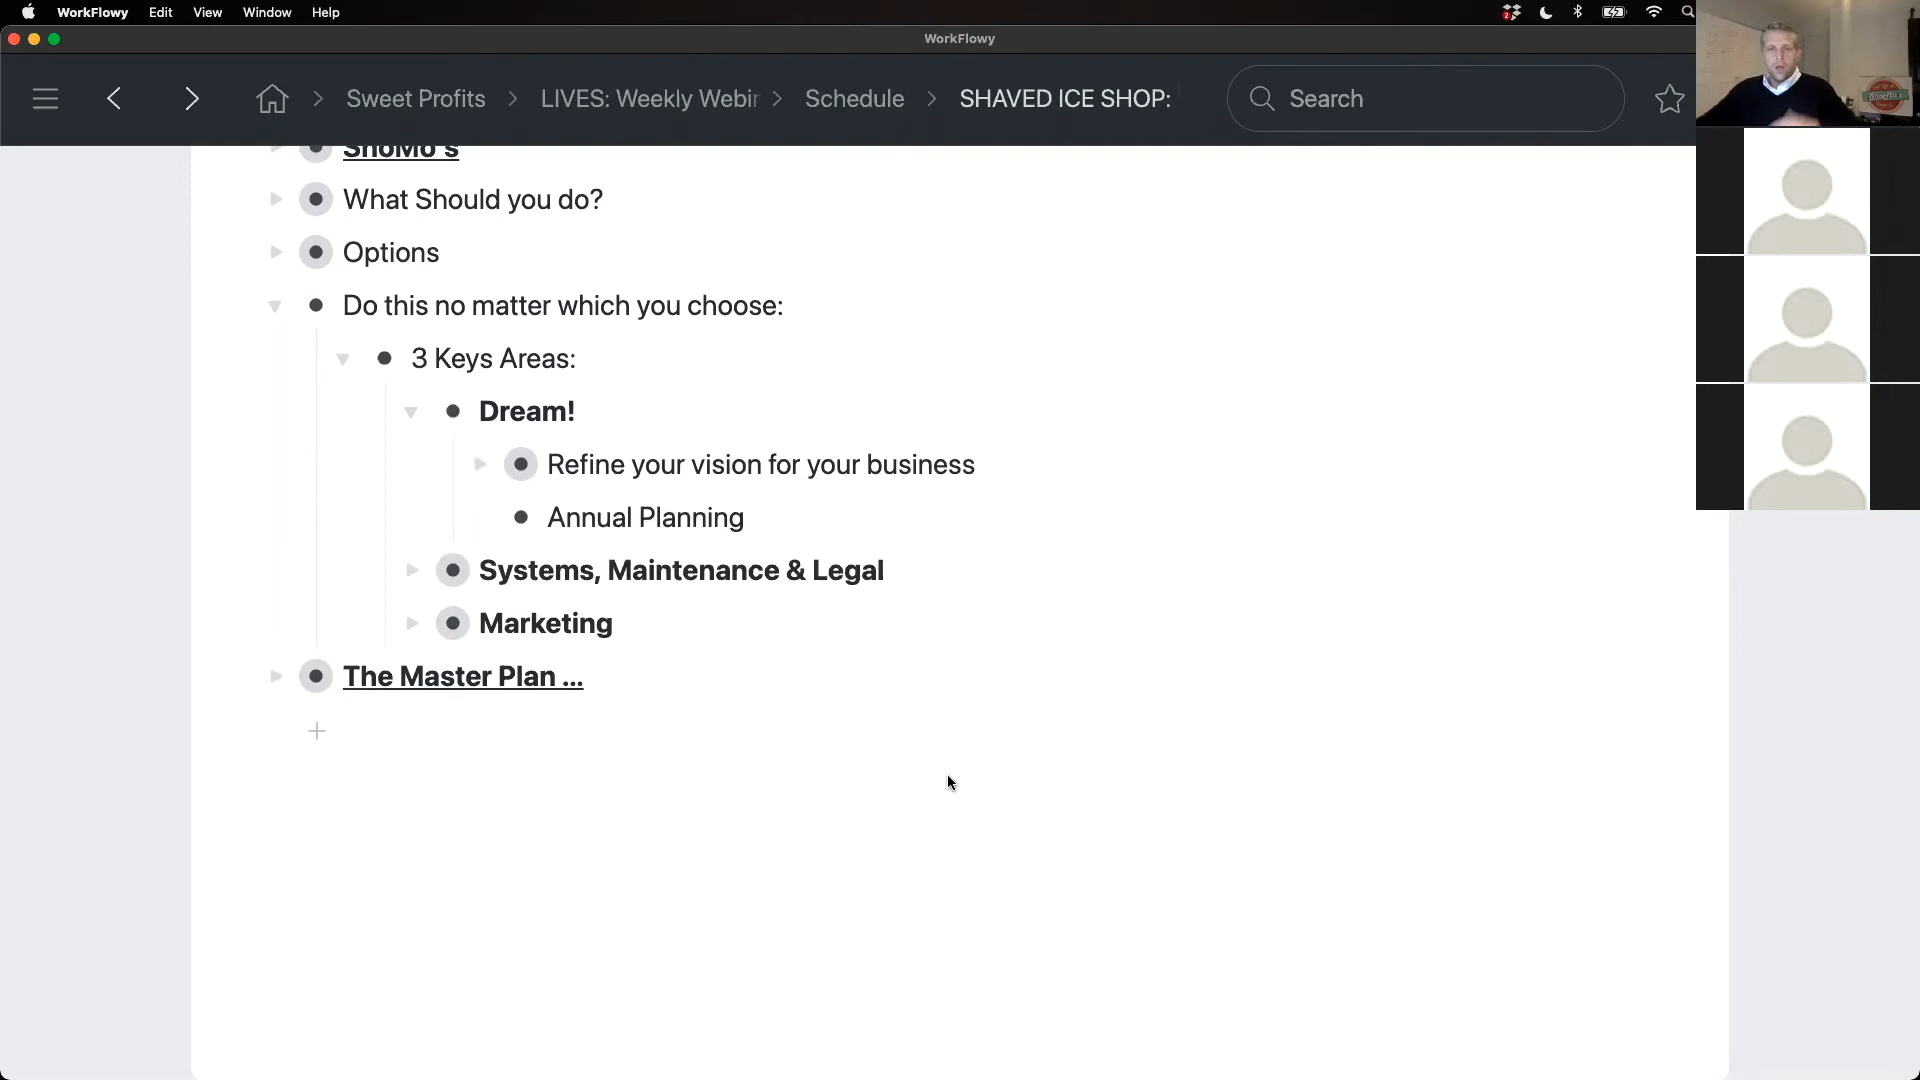 WorkFlowy Edit View Window Help
WorkFlowy
Sweet Profits LIVES: Weekly Webir Schedule SHAVED ICE SHOP: Search
SnoMo's
What Should you do?
Options
Do this no matter which you choose:
3 Keys Areas:
Dream!
Refine your vision for your business
Annual Planning
Systems, Maintenance & Legal
Marketing
The Master Plan ...